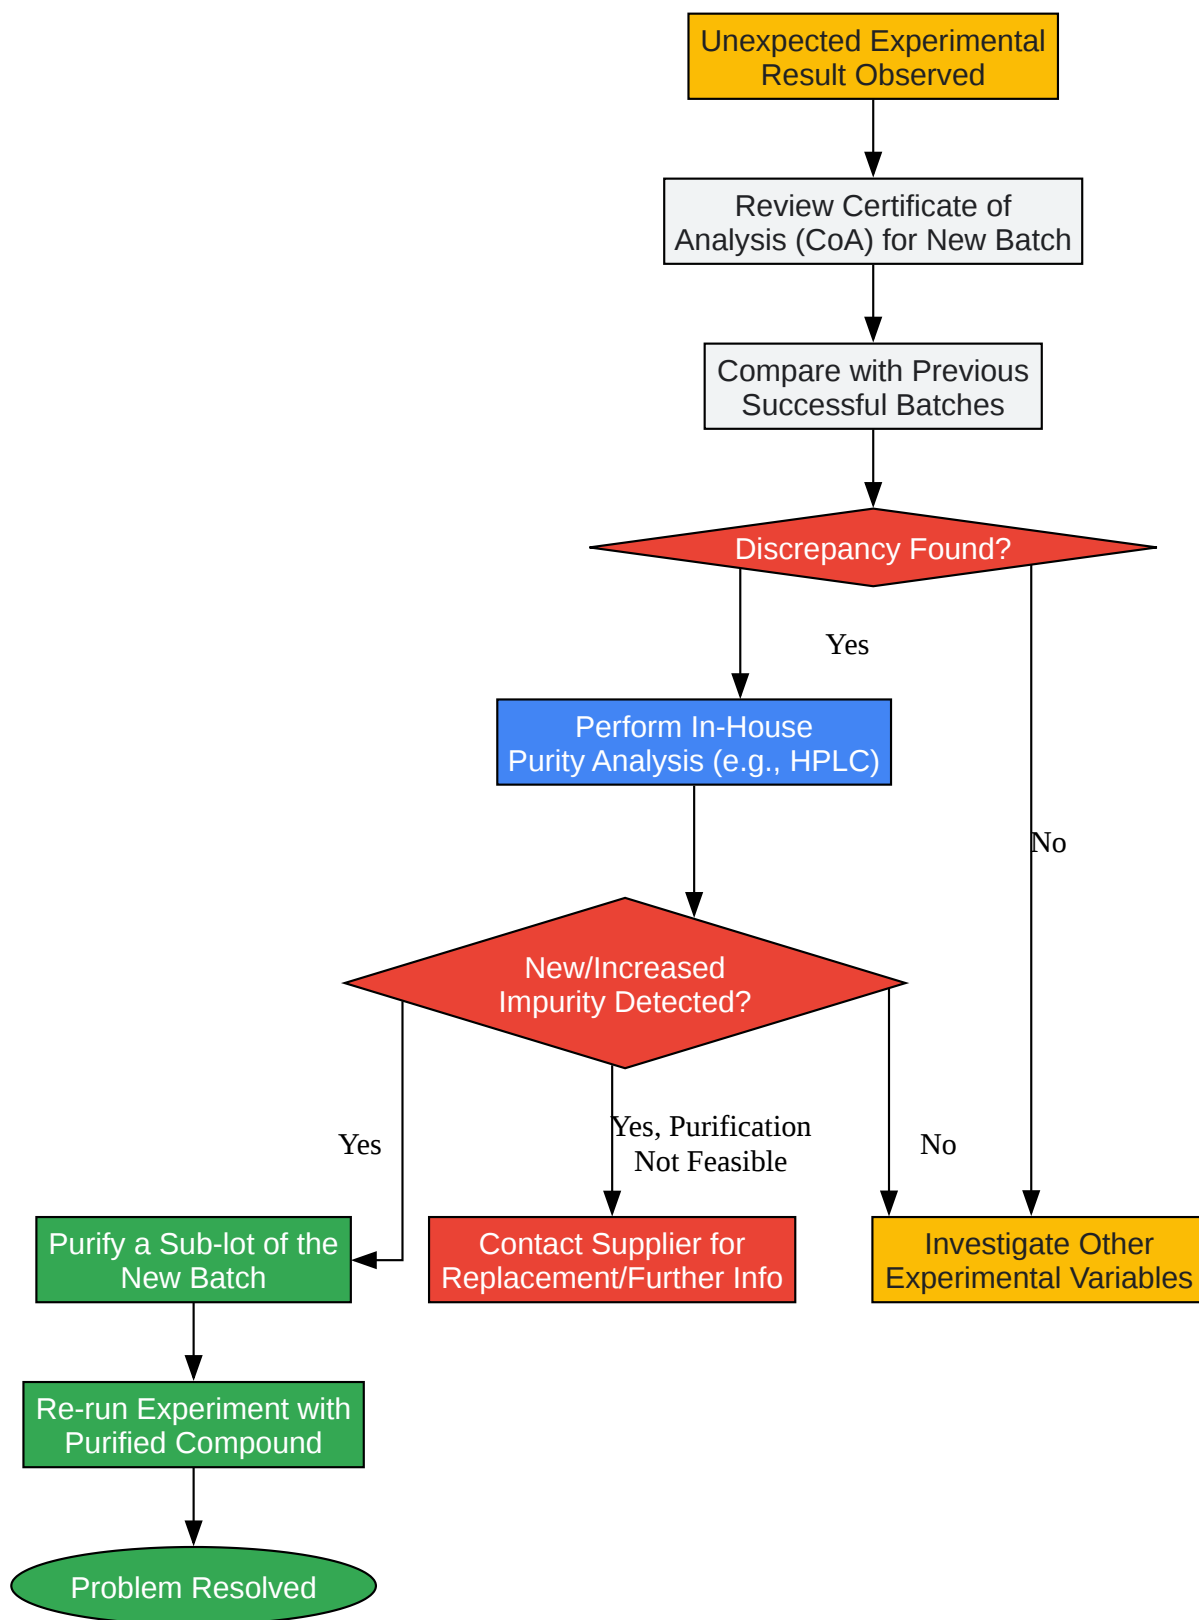 Unexpected Experimental
Result Observed
Review Certificate of
Analysis (CoA) for New Batch
Compare with Previous
Successful Batches
Discrepancy Found?
Yes
Perform In-House
Purity Analysis (e.g., HPLC)
No
New/Increased
Impurity Detected?
Yes
Yes, Purification
Not Feasible
No
Purify a Sub-lot of the
New Batch
Contact Supplier for
Replacement/Further Info
Investigate Other
Experimental Variables
Re-run Experiment with
Purified Compound
Problem Resolved